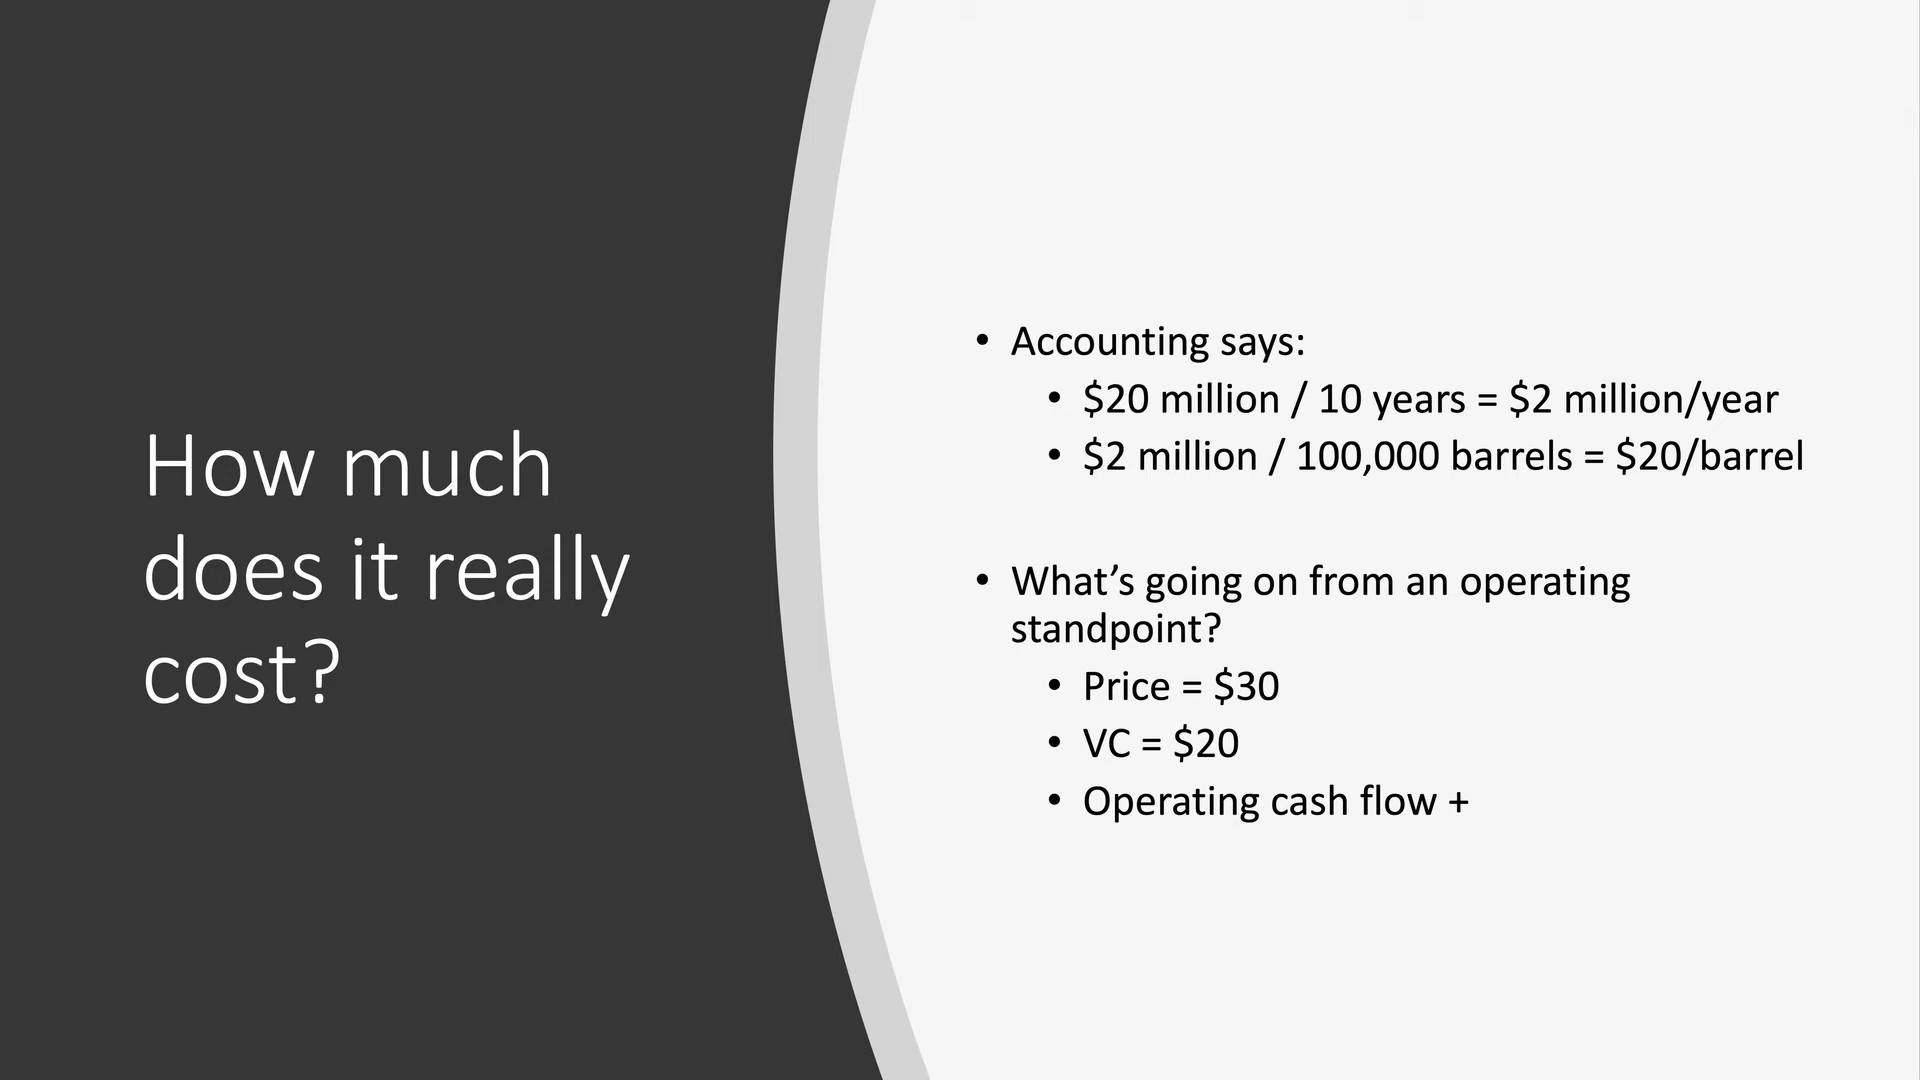 How much
does it really
cost?
• Accounting says:
• $20 million / 10 years = $2 million/year
• $2 million / 100,000 barrels = $20/barrel
• What’s going on from an operating
standpoint?
• Price = $30
• VC = $20
• Operating cash flow +